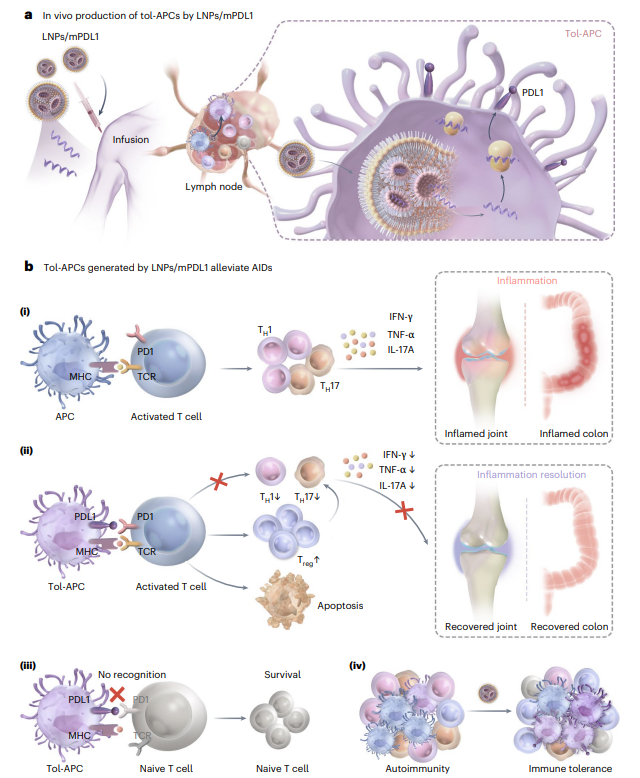 a In vivo production of tol-APCs by LNPs/mPDL1
LNPs/mPDL1
Infusion
Lymph node
Tol-APC
PDL1
b Tol-APCs generated by LNPs/mPDL1 alleviate AIDs
(i)
MHC
PD1
TCR
APC
Activated T cell
TH1
TH17
IFN-γ
TNF-α
IL-17A
Inflammation
Inflamed joint
Inflamed colon
(ii)
PDL1
MHC
PD1
TCR
Tol-APC
Activated T cell
TH1↓
TH17↓
Treg↑
Apoptosis
IFN-γ ↓
TNF-α ↓
IL-17A ↓
Inflammation resolution
Recovered joint
Recovered colon
(iii)
No recognition
PDL1
PD1
MHC
TCR
Tol-APC
Naive T cell
Survival
Naive T cell
(iv)
Autoimmunity
Immune tolerance